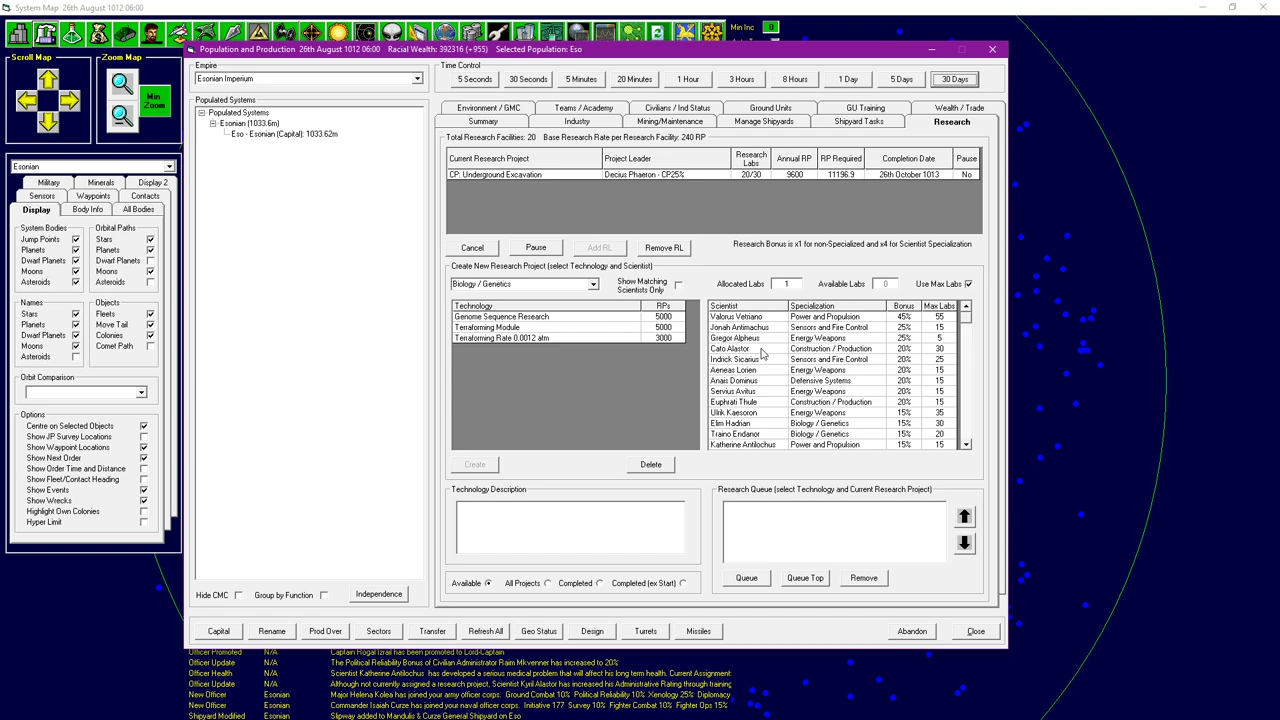 System Map 26th August 1012 06:00
Min Inc 0
Population and Production 26th August 1012 06:00 Racial Wealth: 392316 (+955) Selected Population: Eso
Scroll Map
Zoom Map
Min Zoom
Esonian
Military Minerals Display 2
Sensors Waypoints Contacts
Display Body Info All Bodies
System Bodies Orbital Paths
Jump Points Stars
Planets Planets
Dwarf Planets Dwarf Planets
Moons Moons
Asteroids Asteroids
Names Objects
Stars Fleets
Planets Move Tail
Dwarf Planets Colonies
Moons Comet Path
Asteroids
Orbit Comparison
Options
Centre on Selected Objects
Show JP Survey Locations
Show Waypoint Locations
Show Next Order
Show Order Time and Distance
Show Fleet/Contact Heading
Show Events
Show Wrecks
Highlight Own Colonies
Hyper Limit
Empire
Esonian Imperium
Populated Systems
Populated Systems
Esonian (1033.6m)
Eso - Esonian (Capital): 1033.62m
Hide CMC Group by Function Independence
Time Control
5 Seconds 30 Seconds 5 Minutes 20 Minutes 1 Hour 3 Hours 8 Hours 1 Day 5 Days 30 Days
Environment / GMC Teams / Academy Civilians / Ind Status Ground Units GU Training Wealth / Trade
Summary Industry Mining/Maintenance Manage Shipyards Shipyard Tasks Research
Total Research Facilities: 20 Base Research Rate per Research Facility: 240 RP
Current Research Project Project Leader Research Labs Annual RP RP Required Completion Date Pause
CP: Underground Excavation Decius Phaeron - CP25% 20/30 9600 11196.9 26th October 1013 No
Cancel Pause Add RL Remove RL Research Bonus is x1 for non-Specialized and x4 for Scientist Specialization
Create New Research Project (select Technology and Scientist)
Biology / Genetics Show Matching Scientists Only Allocated Labs 1 Available Labs 0 Use Max Labs
Technology RPs
Genome Sequence Research 5000
Terraforming Module 5000
Terraforming Rate 0.0012 atm 3000
Scientist Specialization Bonus Max Labs
Valorus Vetriano Power and Propulsion 45% 55
Jonah Antimachus Sensors and Fire Control 25% 15
Gregor Alpheus Energy Weapons 25% 5
Cato Alastor Construction / Production 20% 30
Indrick Sicarius Sensors and Fire Control 20% 25
Aeneas Lorien Energy Weapons 20% 15
Anais Dominus Defensive Systems 20% 15
Servius Avitus Energy Weapons 20% 15
Euphrati Thule Construction / Production 20% 15
Ulrik Kaesoron Energy Weapons 15% 35
Elim Hadrian Biology / Genetics 15% 30
Traino Endanor Biology / Genetics 15% 20
Katherine Antilochus Power and Propulsion 15% 15
Create Delete
Technology Description
Research Queue (select Technology and Current Research Project)
Available All Projects Completed Completed (ex Start)
Queue Queue Top Remove
Capital Rename Prod Over Sectors Transfer Refresh All Geo Status Design Turrets Missiles Abandon Close
Officer Promoted N/A Captain Rogal Izrail has been promoted to Lord-Captain
Officer Update N/A The Political Reliability Bonus of Civilian Administrator Raim Mkvenner has increased to 20%
Officer Health N/A Scientist Katherine Antilochus has developed a serious medical problem that will affect his long term health. Current Assignment:
Officer Update N/A Although not currently assigned a research project, Scientist Kyril Alastor has increased his Administrative Rating through training
New Officer Esonian Major Helena Kolea has joined your army officer corps. Ground Combat 10% Political Reliability 10% Xenology 25% Diplomacy
New Officer Esonian Commander Isaiah Curze has joined your naval officer corps. Initiative 177 Survey 10% Fighter Combat 10% Fighter Ops 15%
Shipyard Modified Esonian Slipway added to Mandulis & Curze General Shipyard on Eso